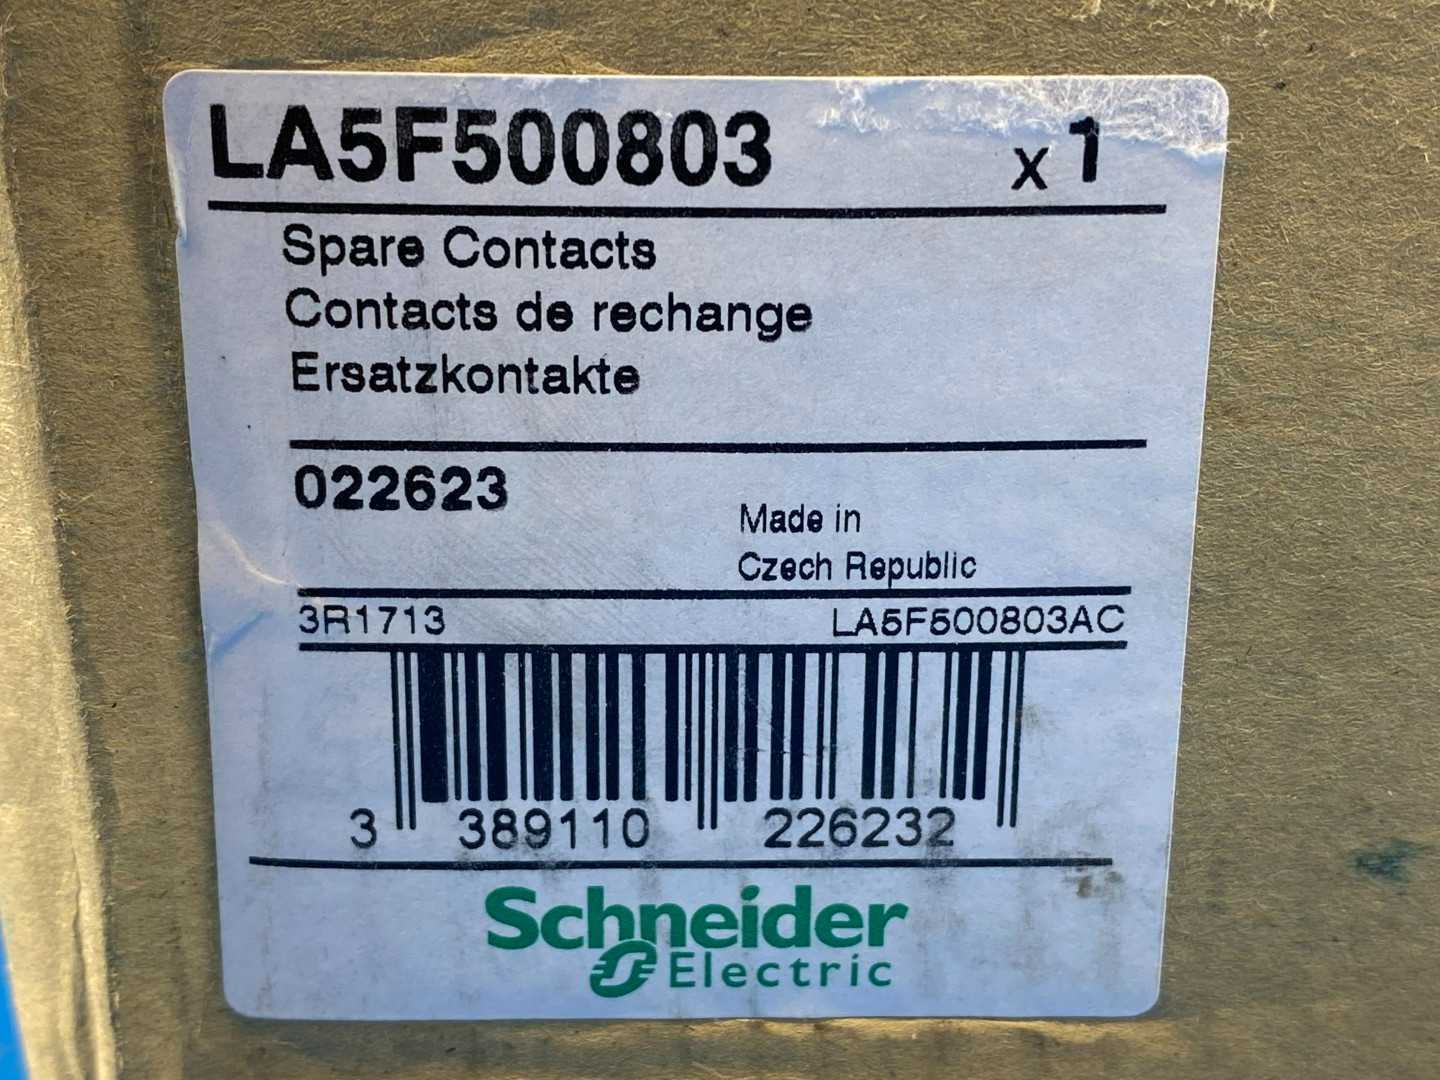 LA5F500803 x 1
Spare Contacts
Contacts de rechange
Ersatzkontakte
022623
Made in
Czech Republic
3R1713 LA5F500803AC
3 389110 226232
Schneider
Electric